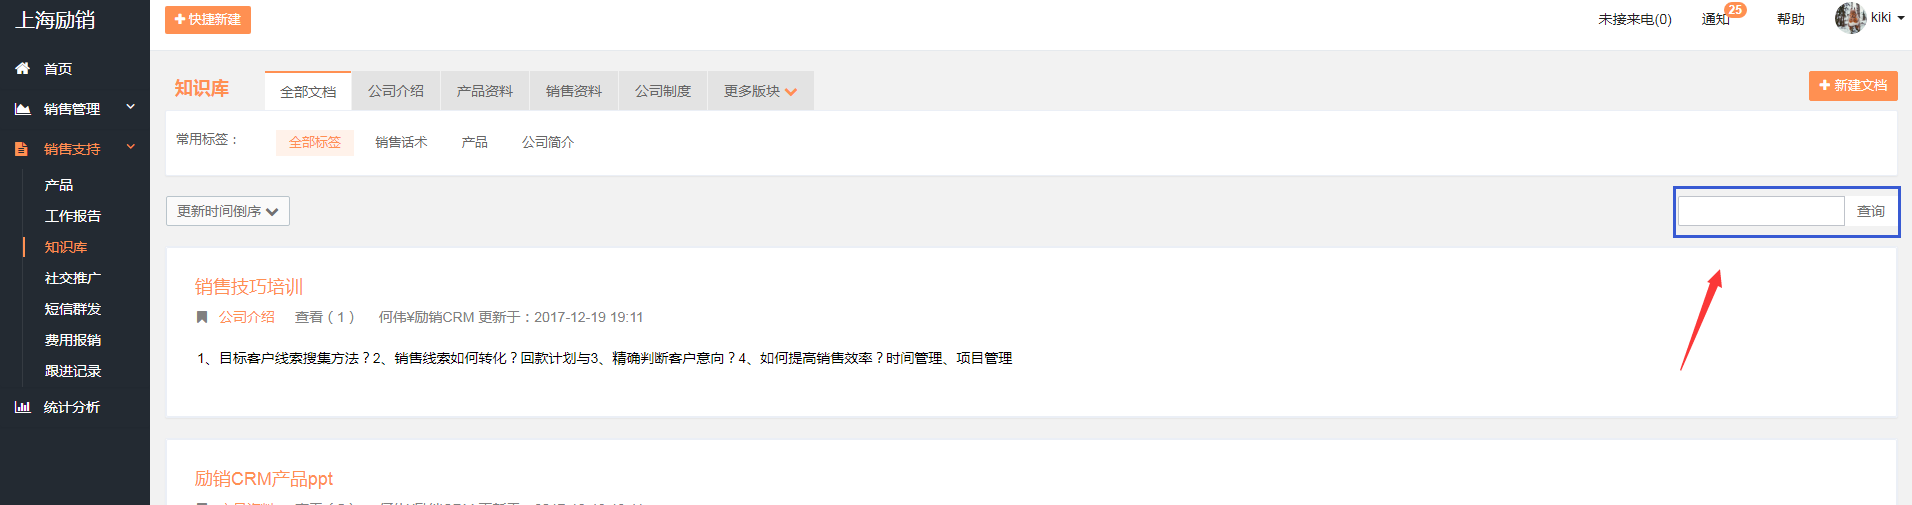 上海励销
快捷新建
未接来电(0)
通知
25
帮助
kiki
首页
销售管理
销售支持
产品
工作报告
知识库
社交推广
短信群发
费用报销
跟进记录
统计分析
知识库
全部文档
公司介绍
产品资料
销售资料
公司制度
更多版块
新建文档
常用标签：
全部标签
销售话术
产品
公司简介
更新时间倒序
查询
销售技巧培训
公司介绍 查看（1） 何伟¥励销CRM 更新于：2017-12-19 19:11
1、目标客户线索搜集方法？2、销售线索如何转化？回款计划与3、精确判断客户意向？4、如何提高销售效率？时间管理、项目管理
励销CRM产品ppt